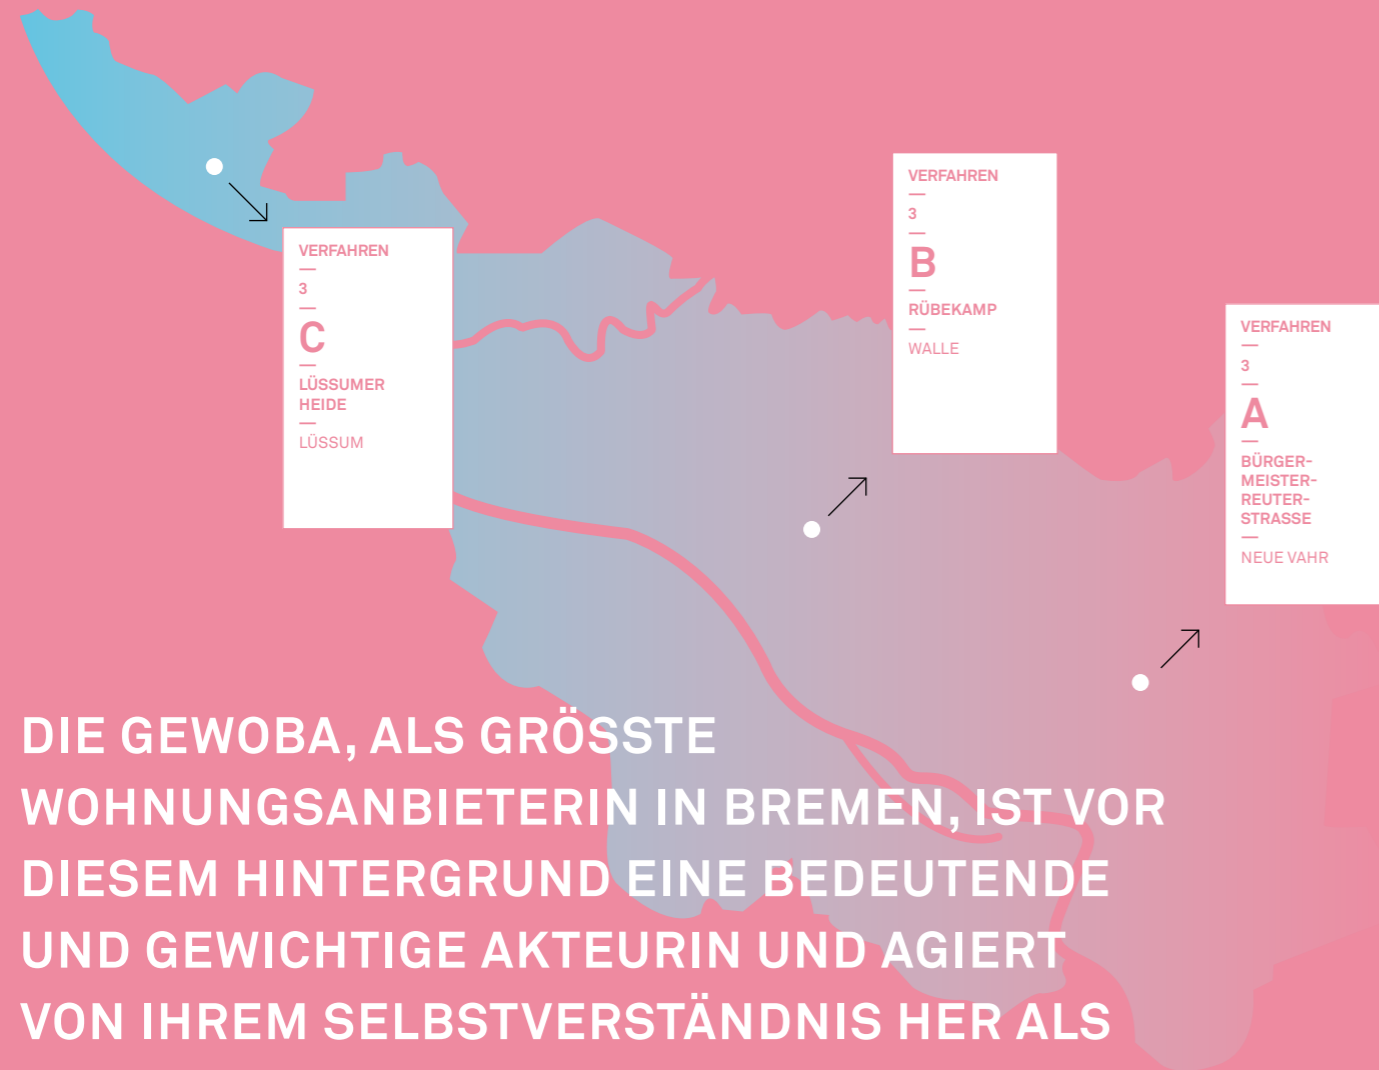 VERFAHREN
—
3
—
C
—
LÜSSUMER
HEIDE
—
LÜSSUM
VERFAHREN
—
3
—
B
—
RÜBEKAMP
—
WALLE
VERFAHREN
—
3
—
A
—
BÜRGER-
MEISTER-
REUTER-
STRASSE
—
NEUE VAHR
DIE GEWOBA, ALS GRÖSSTE
WOHNUNGSANBIETERIN IN BREMEN, IST VOR
DIESEM HINTERGRUND EINE BEDEUTENDE
UND GEWICHTIGE AKTEURIN UND AGIERT
VON IHREM SELBSTVERSTÄNDNIS HER ALS